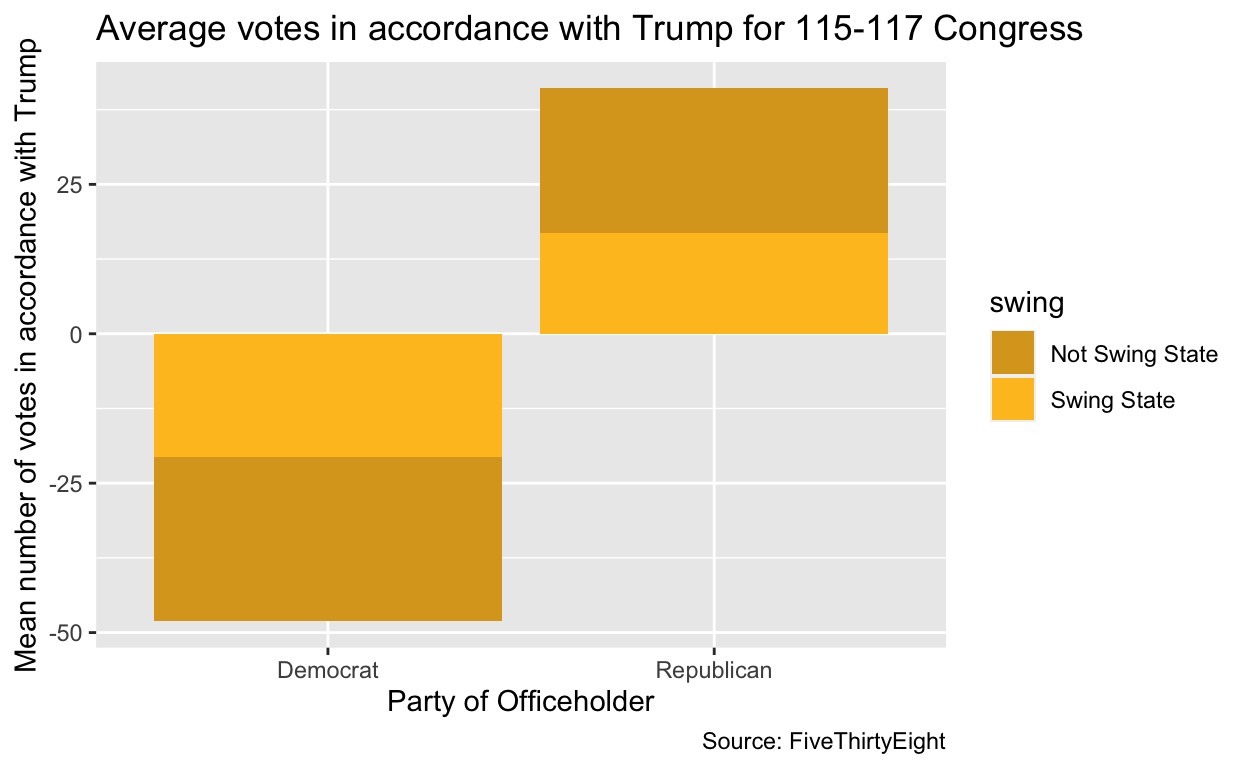 Average votes in accordance with Trump for 115-117 Congress
Mean number of votes in accordance with Trump
25
0
-25
-50
Democrat
Republican
Party of Officeholder
swing
Not Swing State
Swing State
Source: FiveThirtyEight